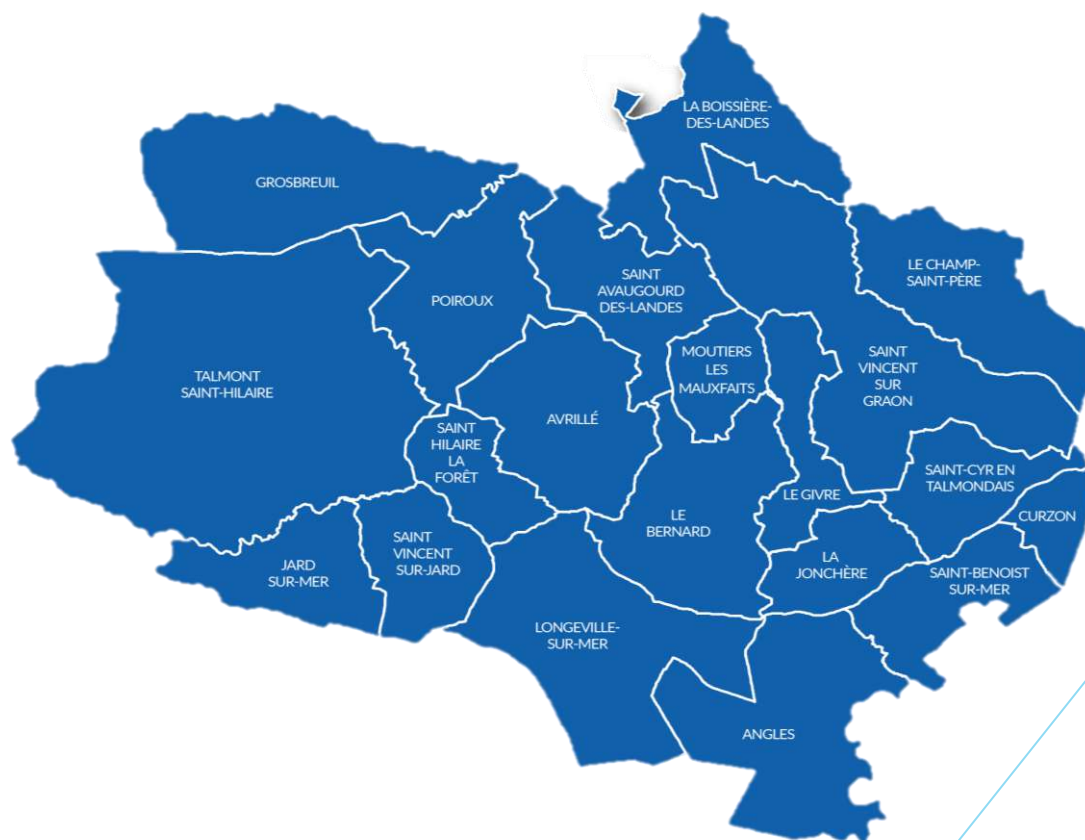 LA BOISSIÈRE-
DES-LANDES
GROSBREUIL
LE CHAMP-
SAINT-PÈRE
SAINT
AVAUGOURD
DES-LANDES
POIROUX
TALMONT
SAINT-HILAIRE
MOUTIERS
LES
MAUXFAITS
SAINT
VINCENT
SUR
GRAON
AVRILLÉ
SAINT
HILAIRE
LA
FORÊT
SAINT-CYR EN
TALMONDAIS
LE GIVRE
CURZON
LE
BERNARD
SAINT
VINCENT
SUR-JARD
JARD
SUR-MER
LA
JONCHÈRE
SAINT-BENOIST
SUR-MER
LONGEVILLE-
SUR-MER
ANGLES